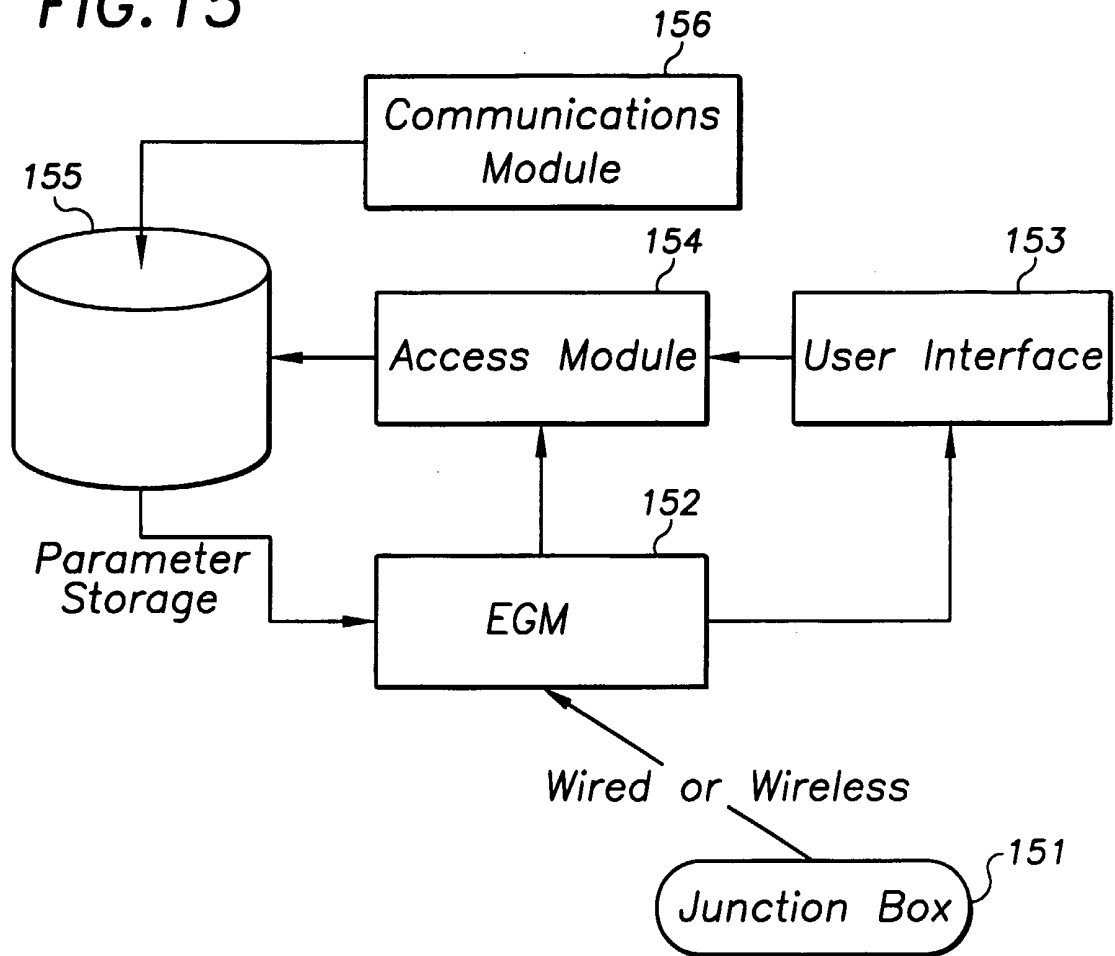 FIG. 15
156
Communications
Module
155
154
153
Access Module
User Interface
152
Parameter
Storage
EGM
Wired or Wireless
151
Junction Box